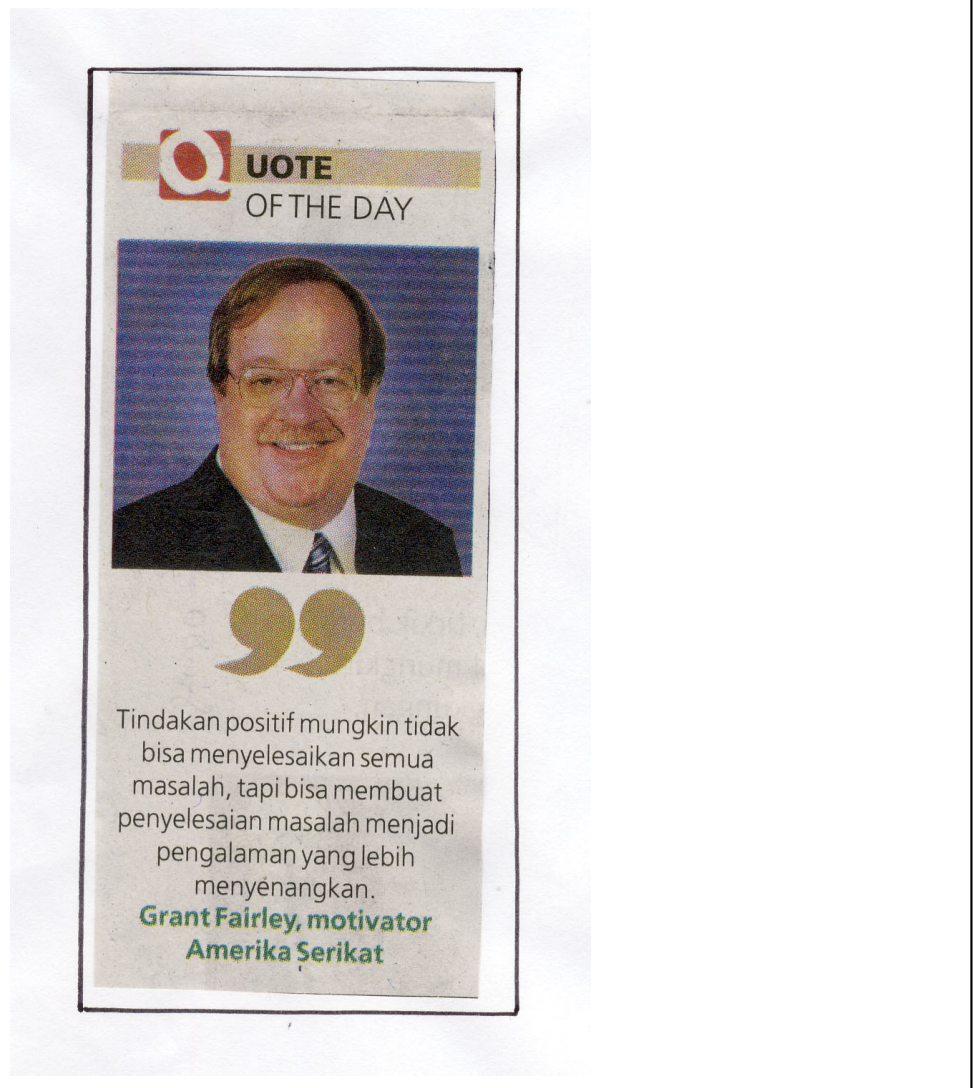 QUOTE
OF THE DAY
Tindakan positif mungkin tidak
bisa menyelesaikan semua
masalah, tapi bisa membuat
penyelesaian masalah menjadi
pengalaman yang lebih
menyenangkan.
Grant Fairley, motivator
Amerika Serikat